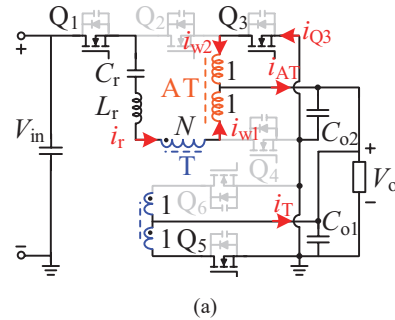 Q1 Q2 Q3
iw2 iQ3
+ Cr 1 iAT
AT
Lr 1 Co2
Vin ir N iw1 +
T Q4 Vo
Q6 −
1 iT Co1
− 1 Q5
(a)